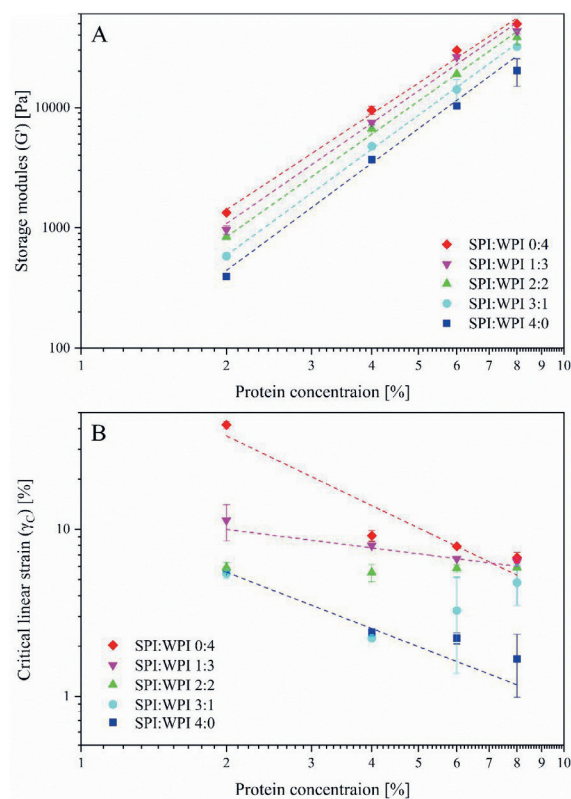 A
Storage modules (G') [Pa]
10000
1000
100
SPI:WPI 0:4
SPI:WPI 1:3
SPI:WPI 2:2
SPI:WPI 3:1
SPI:WPI 4:0
1 2 3 4 5 6 7 8 9 10
Protein concentraion [%]
B
Critical linear strain (γC) [%]
10
1
SPI:WPI 0:4
SPI:WPI 1:3
SPI:WPI 2:2
SPI:WPI 3:1
SPI:WPI 4:0
1 2 3 4 5 6 7 8 9 10
Protein concentraion [%]